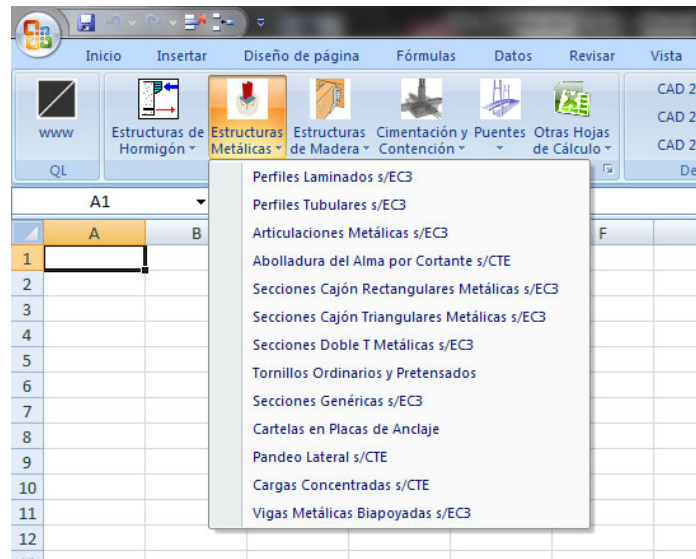 Inicio Insertar Diseño de página Fórmulas Datos Revisar Vista
www
Estructuras de Hormigón
Estructuras Metálicas
Estructuras de Madera
Cimentación y Contención
Puentes
Otras Hojas de Cálculo
CAD 2
CAD 2
CAD 2
QL
De
A1
A B F
Perfiles Laminados s/EC3
Perfiles Tubulares s/EC3
Articulaciones Metálicas s/EC3
Abolladura del Alma por Cortante s/CTE
Secciones Cajón Rectangulares Metálicas s/EC3
Secciones Cajón Triangulares Metálicas s/EC3
Secciones Doble T Metálicas s/EC3
Tornillos Ordinarios y Pretensados
Secciones Genéricas s/EC3
Cartelas en Placas de Anclaje
Pandeo Lateral s/CTE
Cargas Concentradas s/CTE
Vigas Metálicas Biapoyadas s/EC3
1
2
3
4
5
6
7
8
9
10
11
12